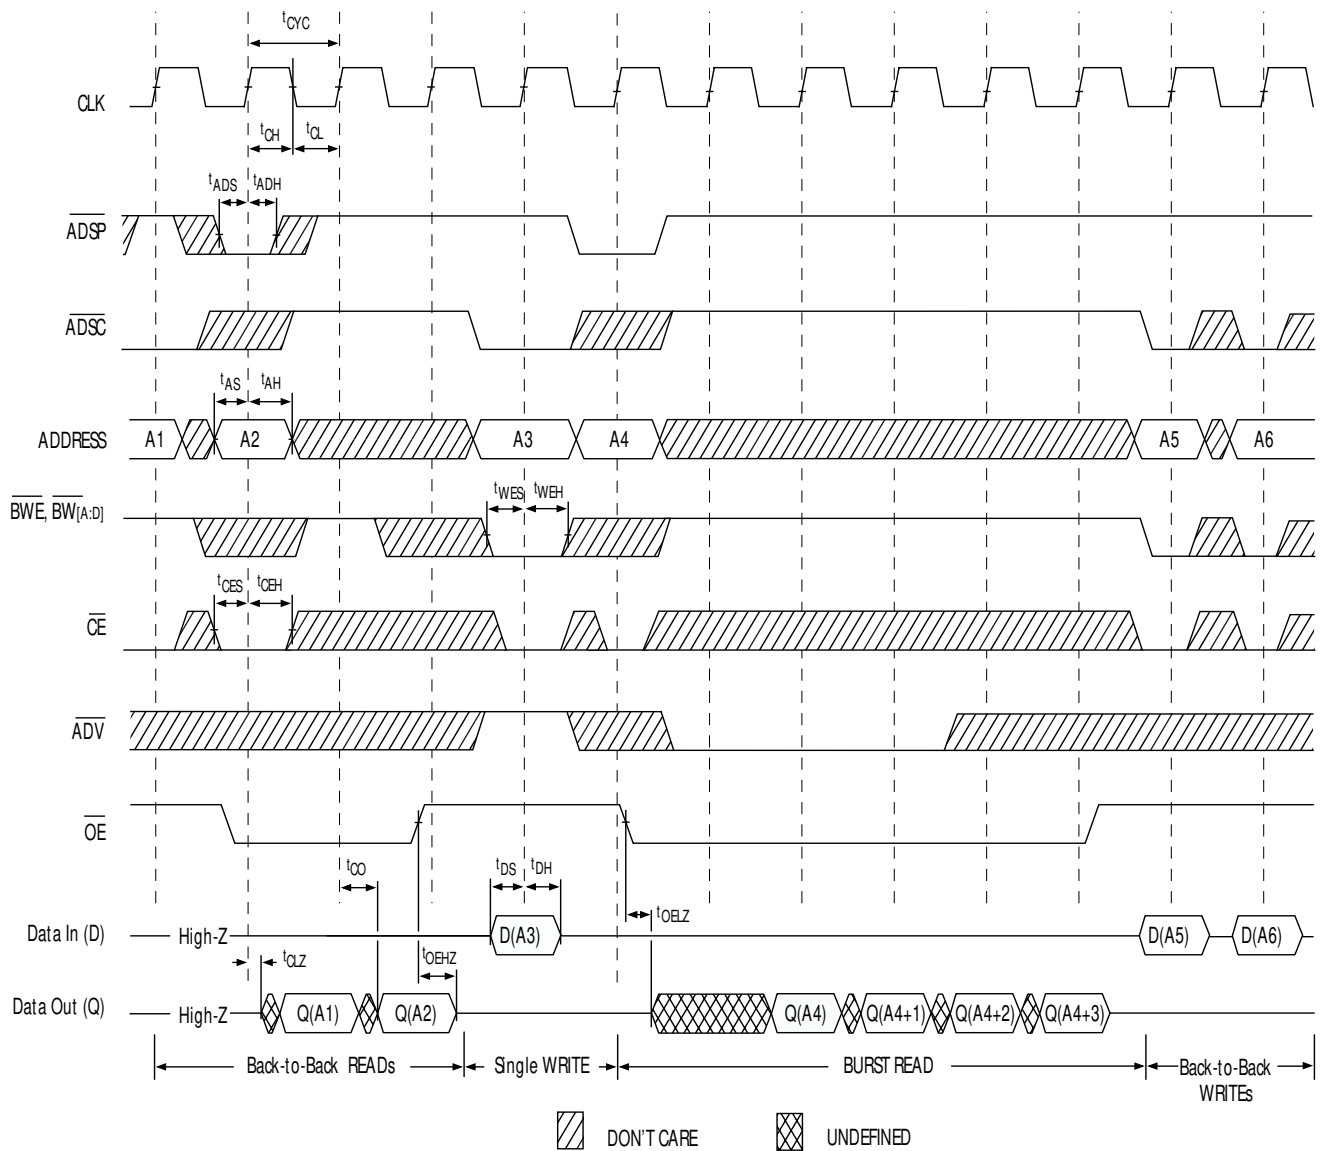 tCYC
CLK
tCH tCL
tADS tADH
ADSP
ADSC
tAS tAH
ADDRESS A1 A2 A3 A4 A5 A6
tWES tWEH
BWE, BW[A:D]
tCES tCEH
CE
ADV
OE
tCO tDS tDH
tOELZ
Data In (D) High-Z D(A3) D(A5) D(A6)
tCLZ tOEHZ
Data Out (Q) High-Z Q(A1) Q(A2) Q(A4) Q(A4+1) Q(A4+2) Q(A4+3)
Back-to-Back READs Single WRITE BURST READ Back-to-Back
WRITEs
DON'T CARE UNDEFINED